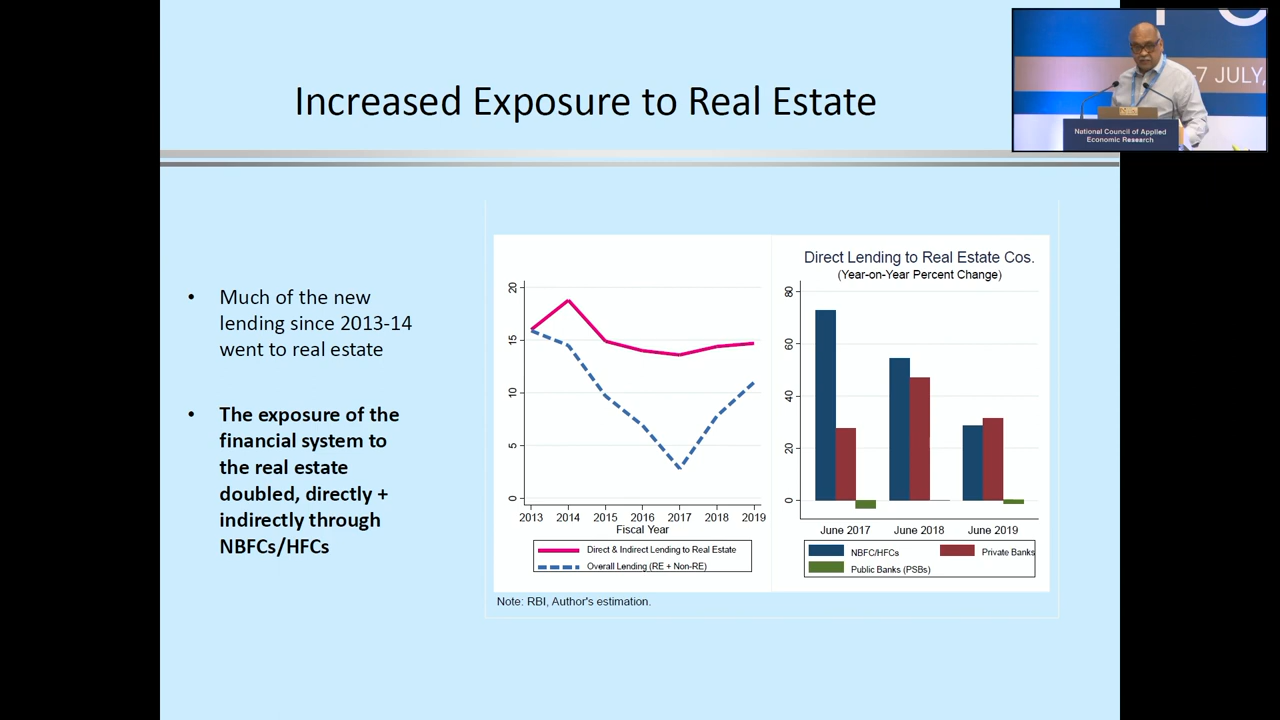 Increased Exposure to Real Estate
7 JULY,
National Council of Applied
Economic Research
• Much of the new
lending since 2013-14
went to real estate
• The exposure of the
financial system to
the real estate
doubled, directly +
indirectly through
NBFCs/HFCs
20
15
10
5
0
2013 2014 2015 2016 2017 2018 2019
Fiscal Year
Direct & Indirect Lending to Real Estate
Overall Lending (RE + Non-RE)
Direct Lending to Real Estate Cos.
(Year-on-Year Percent Change)
80
60
40
20
0
June 2017 June 2018 June 2019
NBFC/HFCs Private Banks
Public Banks (PSBs)
Note: RBI, Author's estimation.